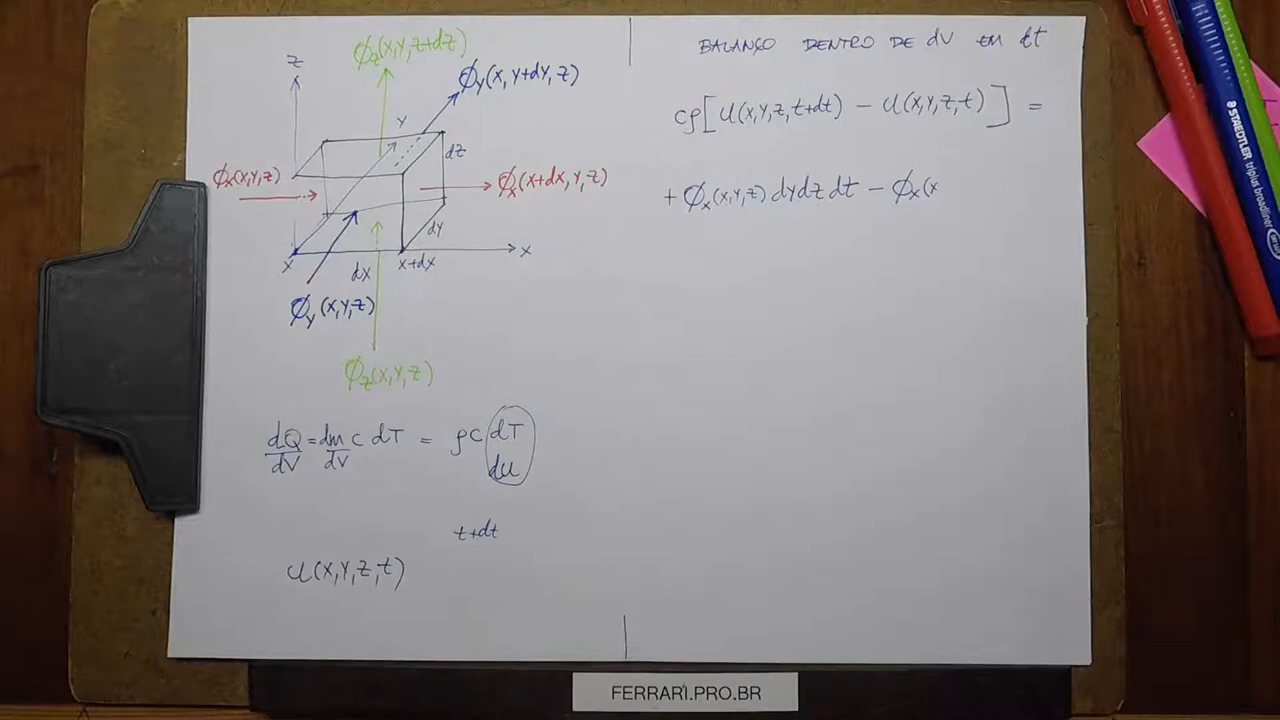 BALANÇO DENTRO DE dV EM dt
cρ[u(x,y,z,t+dt) - u(x,y,z,t)] =
+ ϕx(x,y,z) dydz dt - ϕx(x
ϕz(x,y,z+dz)
ϕy(x,y+dy,z)
z
y
dz
ϕx(x,y,z)
ϕx(x+dx,y,z)
dy
x
x+dx
x
dx
ϕy(x,y,z)
ϕz(x,y,z)
dQ/dV = dm/dV c dT = ρc dT
du
t+dt
u(x,y,z,t)
STAEDTLER triplus broadliner
FERRARI.PRO.BR